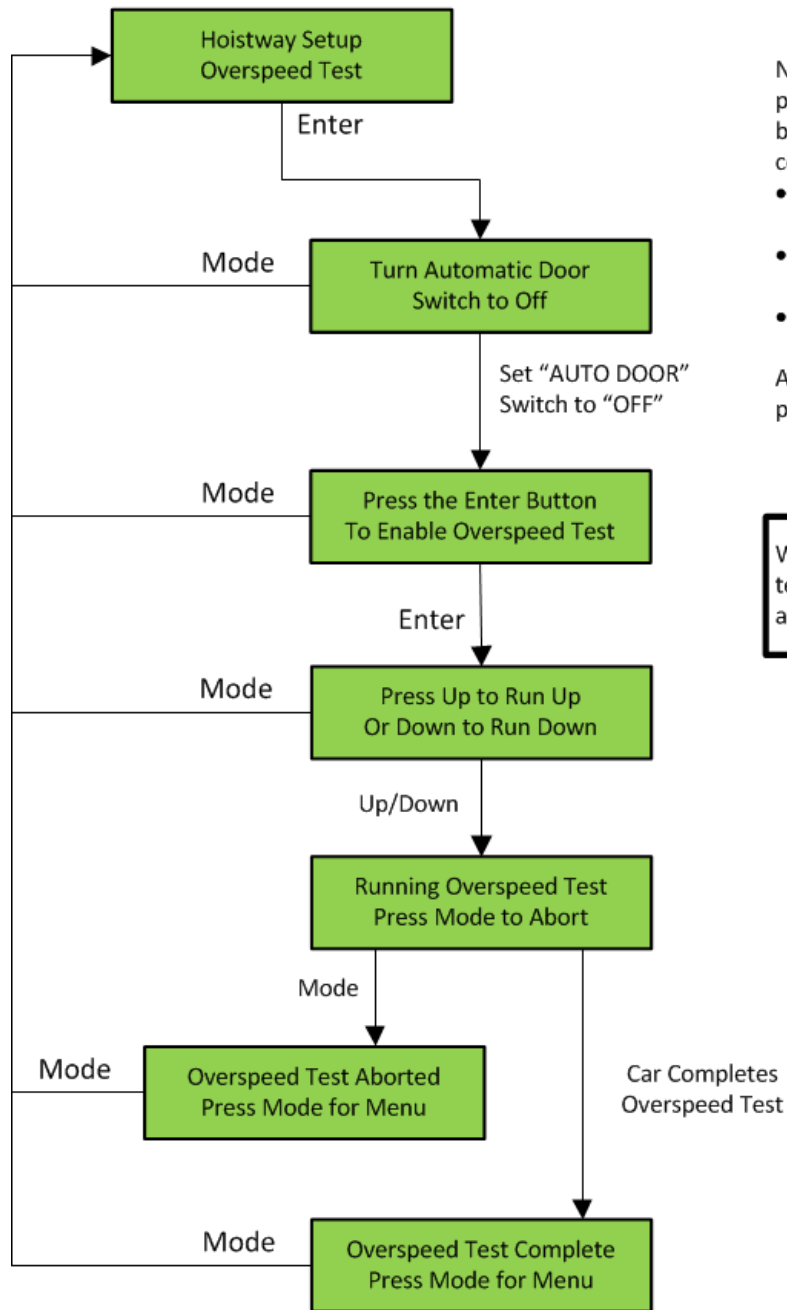 Hoistway Setup
Overspeed Test
Enter
Mode
Turn Automatic Door
Switch to Off
Set “AUTO DOOR”
Switch to “OFF”
Mode
Press the Enter Button
To Enable Overspeed Test
Enter
Mode
Press Up to Run Up
Or Down to Run Down
Up/Down
Running Overspeed Test
Press Mode to Abort
Mode
Mode
Overspeed Test Aborted
Press Mode for Menu
Car Completes
Overspeed Test
Mode
Overspeed Test Complete
Press Mode for Menu